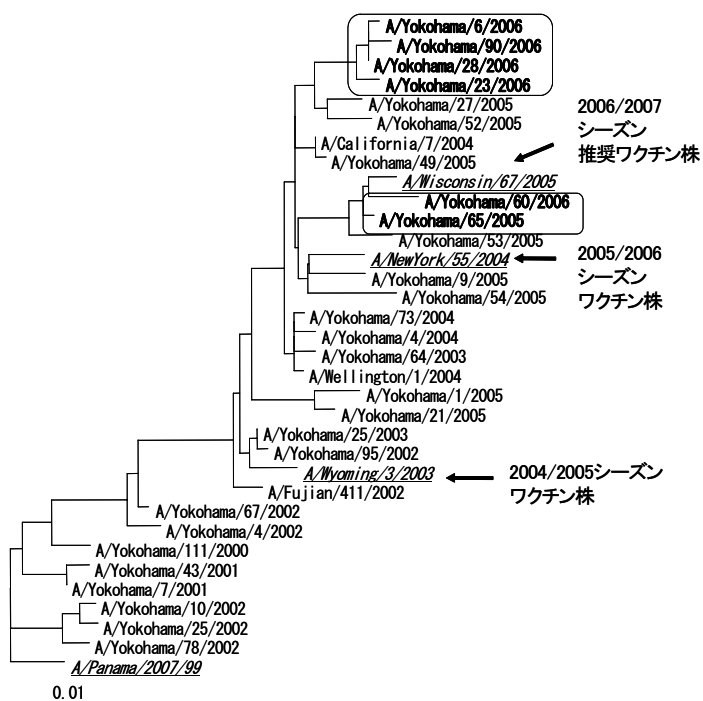 A/Yokohama/6/2006
A/Yokohama/90/2006
A/Yokohama/28/2006
A/Yokohama/23/2006
A/Yokohama/27/2005
A/Yokohama/52/2005
A/California/7/2004
A/Yokohama/49/2005
A/Wisconsin/67/2005
A/Yokohama/60/2006
A/Yokohama/65/2005
A/Yokohama/53/2005
A/NewYork/55/2004
A/Yokohama/9/2005
A/Yokohama/54/2005
A/Yokohama/73/2004
A/Yokohama/4/2004
A/Yokohama/64/2003
A/Wellington/1/2004
A/Yokohama/1/2005
A/Yokohama/21/2005
A/Yokohama/25/2003
A/Yokohama/95/2002
A/Wyoming/3/2003
A/Fujian/411/2002
A/Yokohama/67/2002
A/Yokohama/4/2002
A/Yokohama/111/2000
A/Yokohama/43/2001
A/Yokohama/7/2001
A/Yokohama/10/2002
A/Yokohama/25/2002
A/Yokohama/78/2002
A/Panama/2007/99
0.01
2006/2007
シーズン
推奨ワクチン株
2005/2006
シーズン
ワクチン株
2004/2005シーズン
ワクチン株